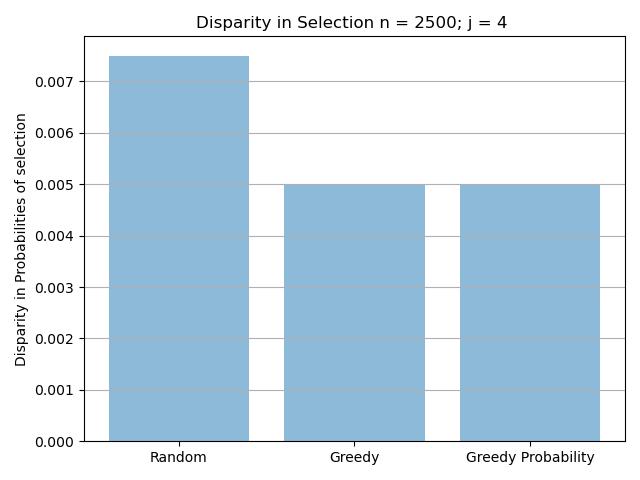 Disparity in Selection n = 2500; j = 4
Disparity in Probabilities of selection
0.007
0.006
0.005
0.004
0.003
0.002
0.001
0.000
Random Greedy Greedy Probability